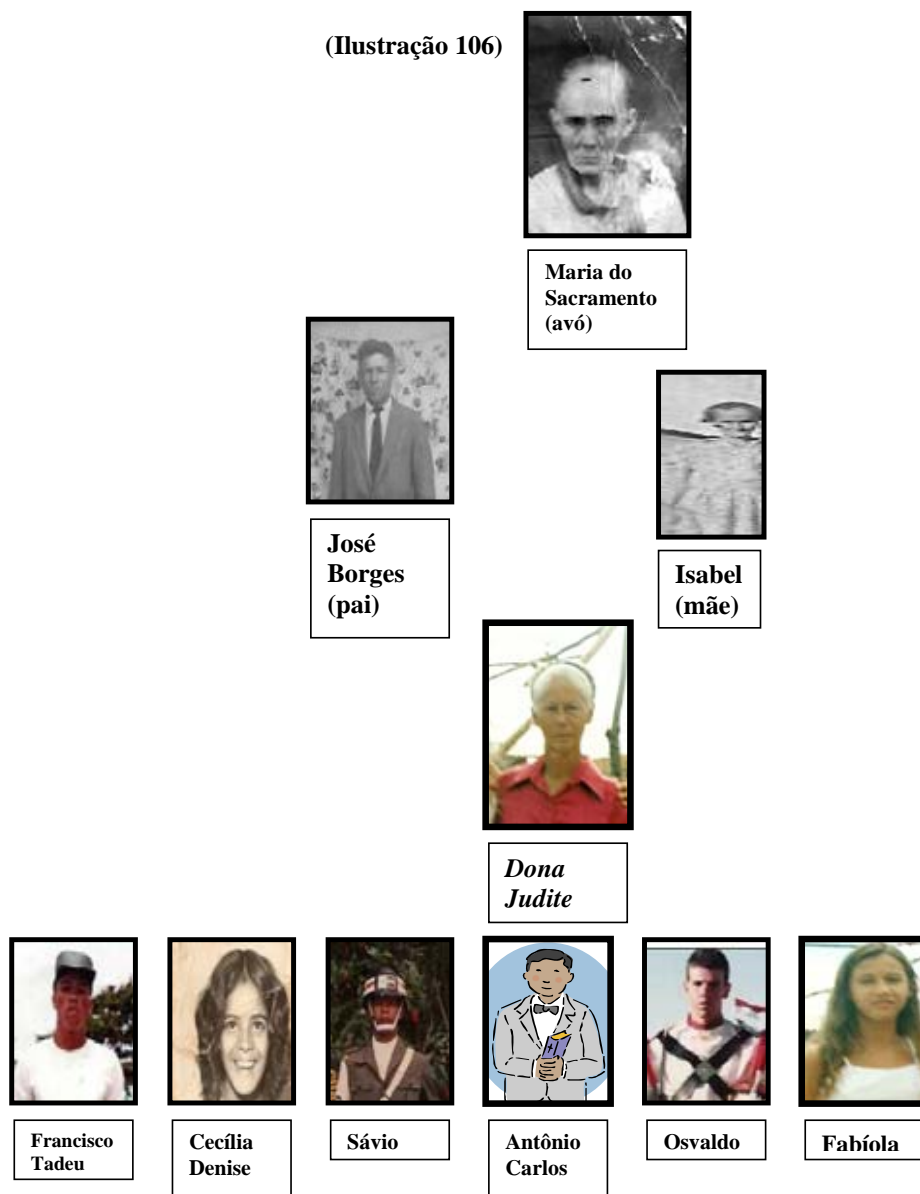 (Ilustração 106)
Maria do
Sacramento
(avó)
José
Borges
(pai)
Isabel
(mãe)
Dona
Judite
Francisco
Tadeu
Cecília
Denise
Sávio
Antônio
Carlos
Osvaldo
Fabíola